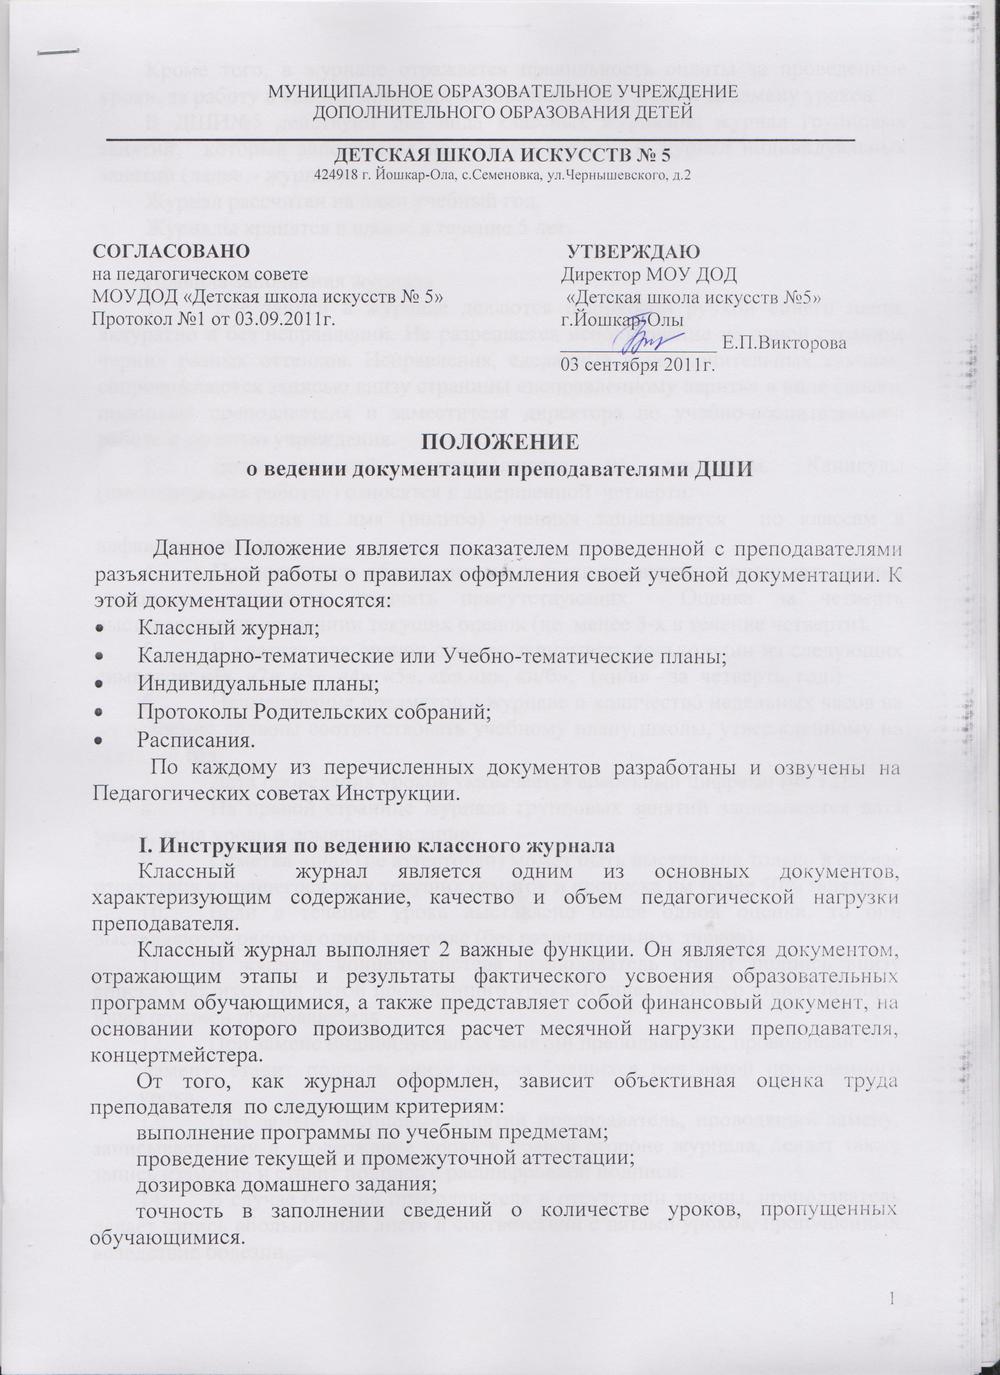 МУНИЦИПАЛЬНОЕ ОБРАЗОВАТЕЛЬНОЕ УЧРЕЖДЕНИЕ
ДОПОЛНИТЕЛЬНОГО ОБРАЗОВАНИЯ ДЕТЕЙ
ДЕТСКАЯ ШКОЛА ИСКУССТВ № 5
424918 г. Йошкар-Ола, с.Семеновка, ул.Чернышевского, д.2
СОГЛАСОВАНО
на педагогическом совете
МОУДОД «Детская школа искусств № 5»
Протокол №1 от 03.09.2011г.
УТВЕРЖДАЮ
Директор МОУ ДОД
«Детская школа искусств №5»
г.Йошкар-Олы
Е.П.Викторова
03 сентября 2011г.
ПОЛОЖЕНИЕ
о ведении документации преподавателями ДШИ
Данное Положение является показателем проведенной с преподавателями
разъяснительной работы о правилах оформления своей учебной документации. К
этой документации относятся:
• Классный журнал;
• Календарно-тематические или Учебно-тематические планы;
• Индивидуальные планы;
• Протоколы Родительских собраний;
• Расписания.
По каждому из перечисленных документов разработаны и озвучены на
Педагогических советах Инструкции.
I. Инструкция по ведению классного журнала
Классный журнал является одним из основных документов,
характеризующим содержание, качество и объем педагогической нагрузки
преподавателя.
Классный журнал выполняет 2 важные функции. Он является документом,
отражающим этапы и результаты фактического усвоения образовательных
программ обучающимися, а также представляет собой финансовый документ, на
основании которого производится расчет месячной нагрузки преподавателя,
концертмейстера.
От того, как журнал оформлен, зависит объективная оценка труда
преподавателя по следующим критериям:
выполнение программы по учебным предметам;
проведение текущей и промежуточной аттестации;
дозировка домашнего задания;
точность в заполнении сведений о количестве уроков, пропущенных
обучающимися.
1